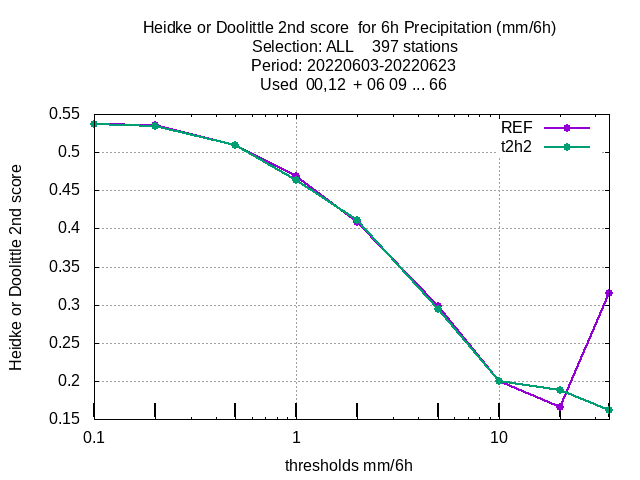 Heidke or Doolittle 2nd score  for 6h Precipitation (mm/6h)
Selection: ALL    397 stations
Period: 20220603-20220623
Used  00,12  + 06 09 ... 66
REF
t2h2
0.55
0.5
0.45
0.4
0.35
0.3
0.25
0.2
0.15
Heidke or Doolittle 2nd score
0.1 1 10
thresholds mm/6h